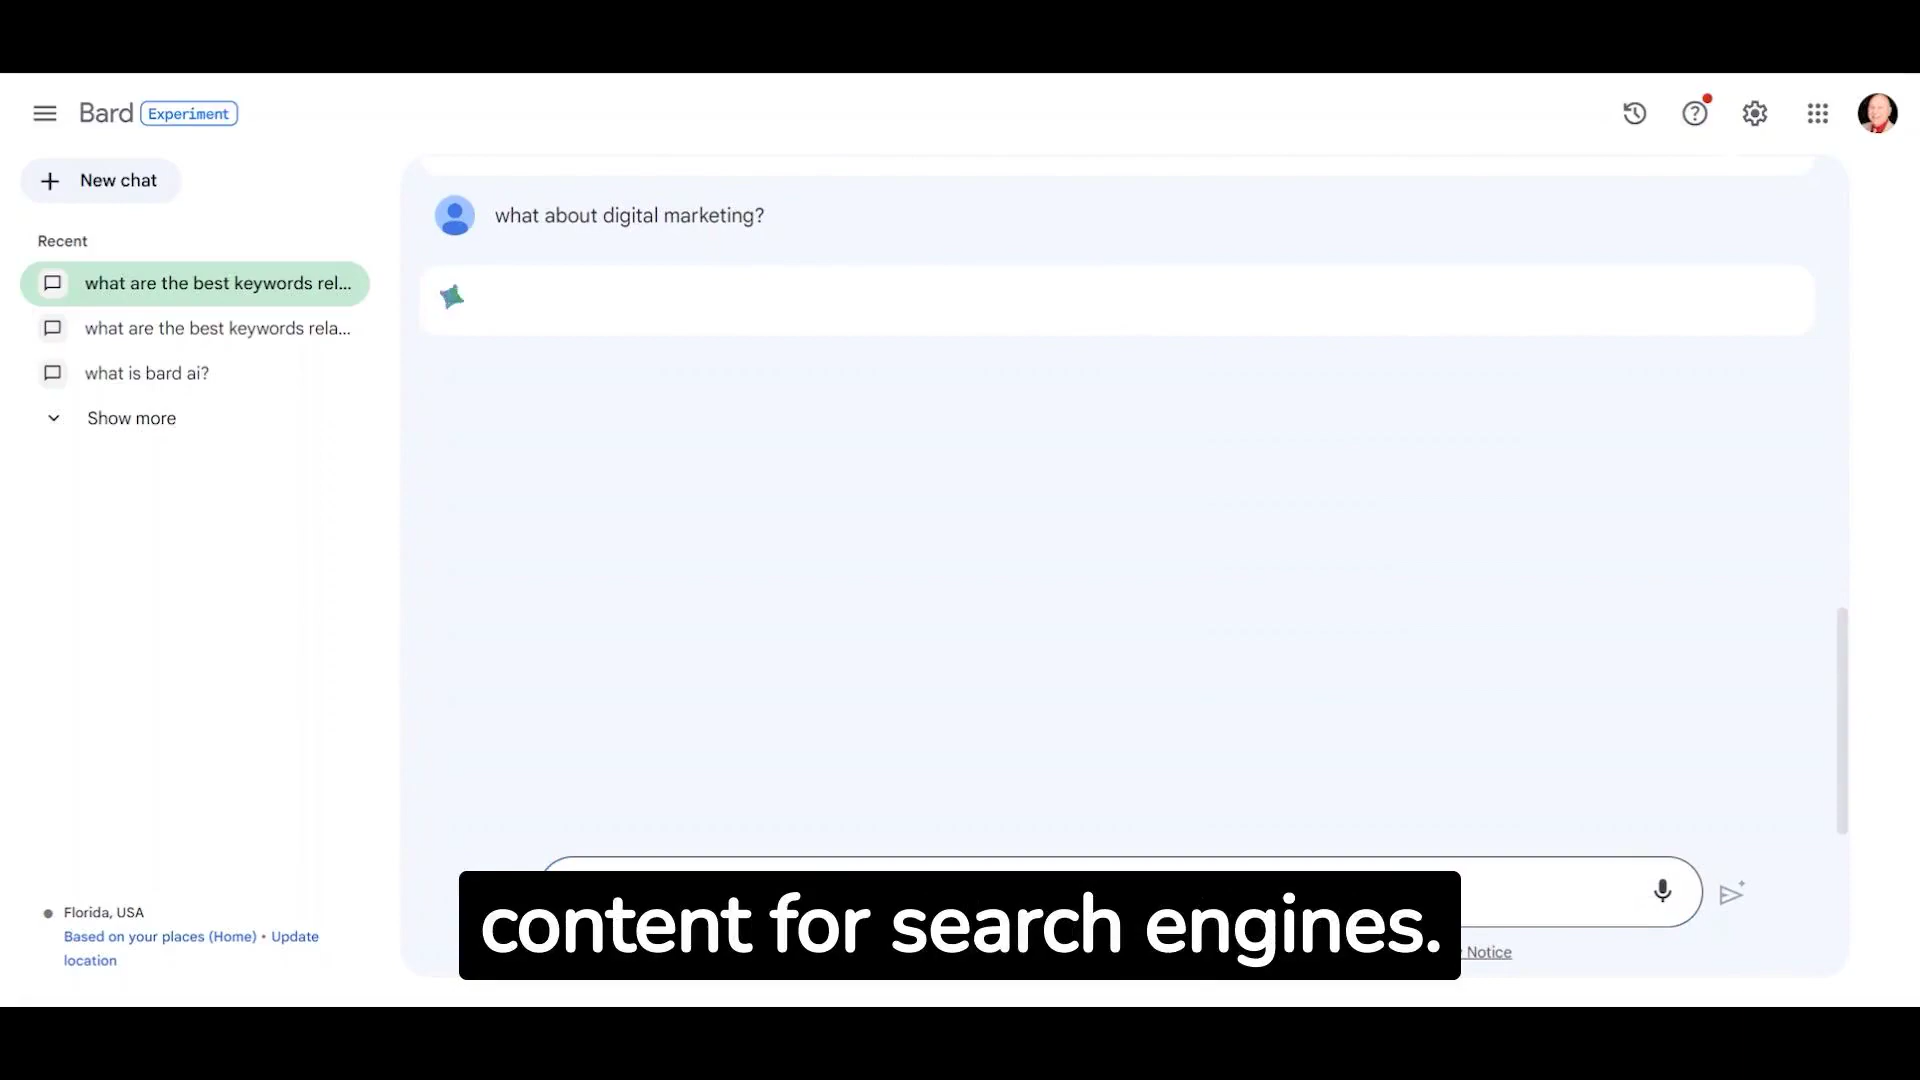 Bard Experiment
New chat
Recent
what are the best keywords rel...
what are the best keywords rela...
what is bard ai?
Show more
Florida, USA
Based on your places (Home) • Update
location
what about digital marketing?
content for search engines.
Notice